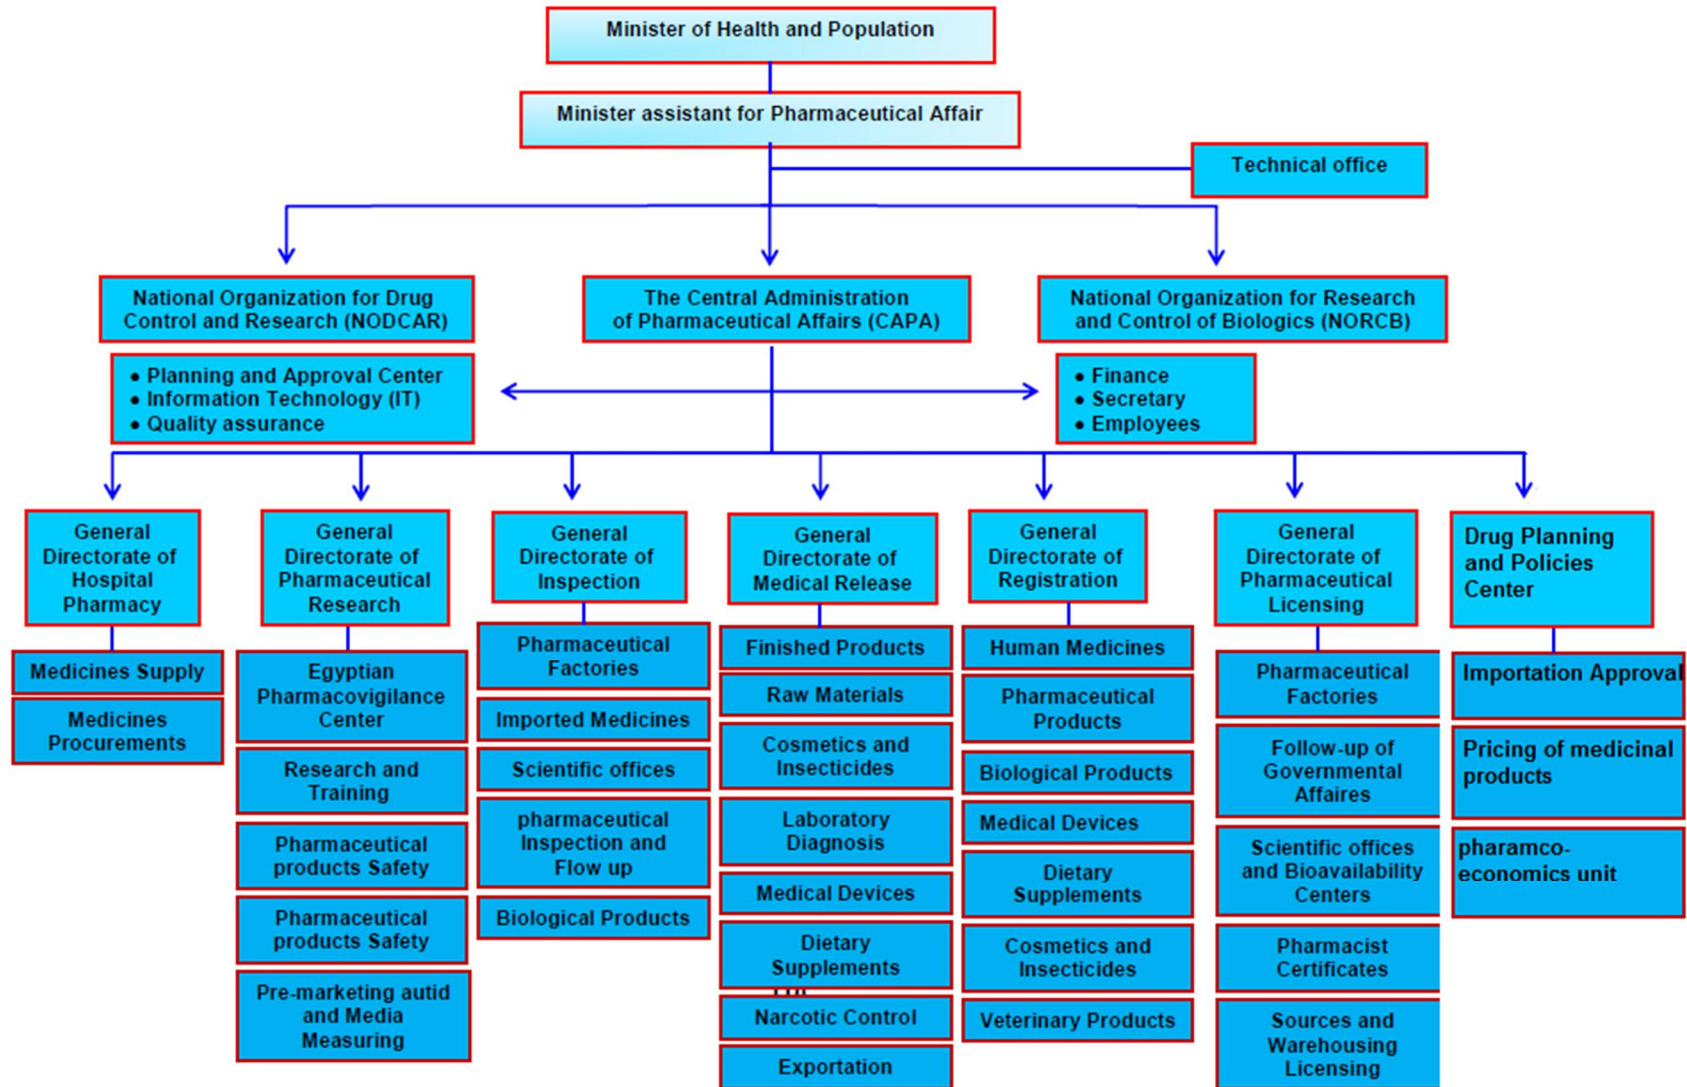 Minister of Health and Population
Minister assistant for Pharmaceutical Affair
Technical office
National Organization for Drug
Control and Research (NODCAR)
The Central Administration
of Pharmaceutical Affairs (CAPA)
National Organization for Research
and Control of Biologics (NORCB)
• Planning and Approval Center
• Information Technology (IT)
• Quality assurance
• Finance
• Secretary
• Employees
General
Directorate of
Hospital
Pharmacy
Medicines Supply
Medicines
Procurements
General
Directorate of
Pharmaceutical
Research
Egyptian
Pharmacovigilance
Center
Research and
Training
Pharmaceutical
products Safety
Pharmaceutical
products Safety
Pre-marketing autid
and Media
Measuring
General
Directorate of
Inspection
Pharmaceutical
Factories
Imported Medicines
Scientific offices
pharmaceutical
Inspection and
Flow up
Biological Products
General
Directorate of
Medical Release
Finished Products
Raw Materials
Cosmetics and
Insecticides
Laboratory
Diagnosis
Medical Devices
Dietary
Supplements
Narcotic Control
Exportation
General
Directorate of
Registration
Human Medicines
Pharmaceutical
Products
Biological Products
Medical Devices
Dietary
Supplements
Cosmetics and
Insecticides
Veterinary Products
General
Directorate of
Pharmaceutical
Licensing
Pharmaceutical
Factories
Follow-up of
Governmental
Affaires
Scientific offices
and Bioavailability
Centers
Pharmacist
Certificates
Sources and
Warehousing
Licensing
Drug Planning
and Policies
Center
Importation Approval
Pricing of medicinal
products
pharamco-
economics unit